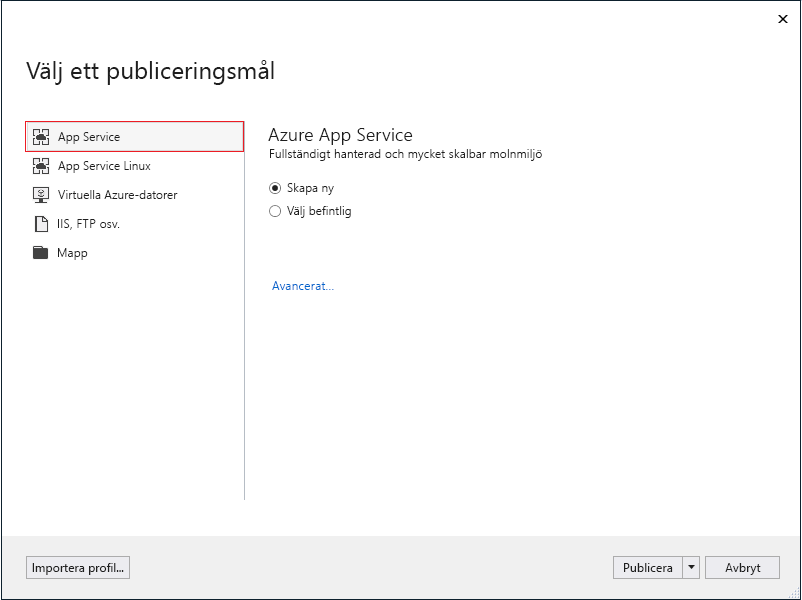 Välj ett publiceringsmål
App Service
App Service Linux
Virtuella Azure-datorer
IIS, FTP osv.
Mapp
Azure App Service
Fullständigt hanterad och mycket skalbar molnmiljö
Skapa ny
Välj befintlig
Avancerat...
Importera profil...
Publicera
Avbryt